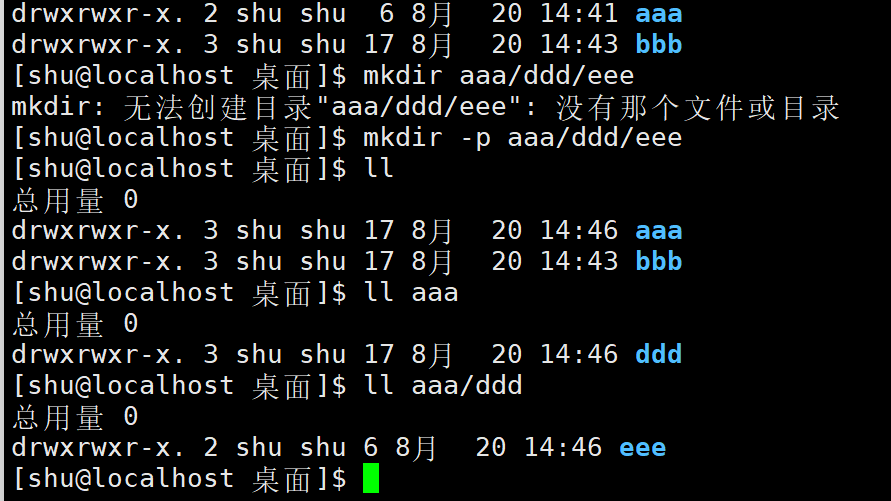 drwxrwxr-x. 2 shu shu  6 8月  20 14:41 aaa
drwxrwxr-x. 3 shu shu 17 8月  20 14:43 bbb
[shu@localhost 桌面]$ mkdir aaa/ddd/eee
mkdir: 无法创建目录"aaa/ddd/eee": 没有那个文件或目录
[shu@localhost 桌面]$ mkdir -p aaa/ddd/eee
[shu@localhost 桌面]$ ll
总用量 0
drwxrwxr-x. 3 shu shu 17 8月  20 14:46 aaa
drwxrwxr-x. 3 shu shu 17 8月  20 14:43 bbb
[shu@localhost 桌面]$ ll aaa
总用量 0
drwxrwxr-x. 3 shu shu 17 8月  20 14:46 ddd
[shu@localhost 桌面]$ ll aaa/ddd
总用量 0
drwxrwxr-x. 2 shu shu 6 8月  20 14:46 eee
[shu@localhost 桌面]$